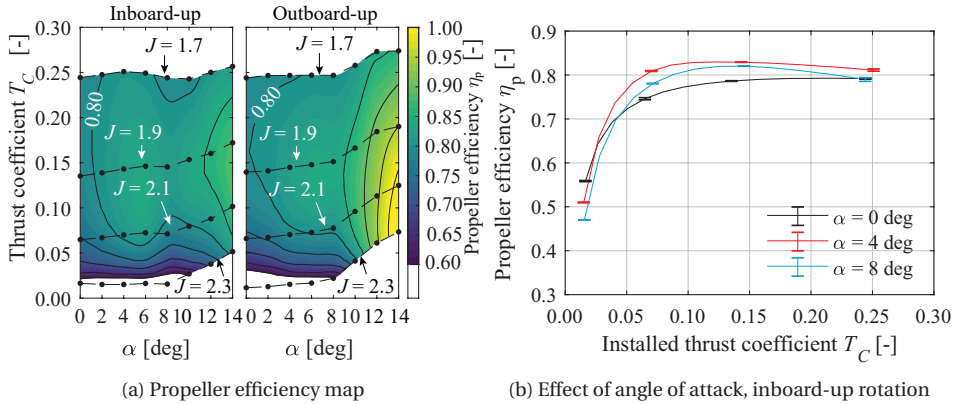 Inboard-up
Outboard-up
Thrust coefficient T_C [-]
0.30
0.25
0.20
0.15
0.10
0.05
0.00
J = 1.7
0.80
J = 1.9
J = 2.1
J = 2.3
0 2 4 6 8 10 12 14
α [deg]
J = 1.7
0.80
J = 1.9
J = 2.1
J = 2.3
0 2 4 6 8 10 12 14
α [deg]
1.00
0.95
0.90
0.85
0.80
0.75
0.70
0.65
0.60
Propeller efficiency η_p [-]
(a) Propeller efficiency map
Propeller efficiency η_p [-]
0.9
0.8
0.7
0.6
0.5
0.4
0.3
α = 0 deg
α = 4 deg
α = 8 deg
0.00 0.05 0.10 0.15 0.20 0.25 0.30
Installed thrust coefficient T_C [-]
(b) Effect of angle of attack, inboard-up rotation